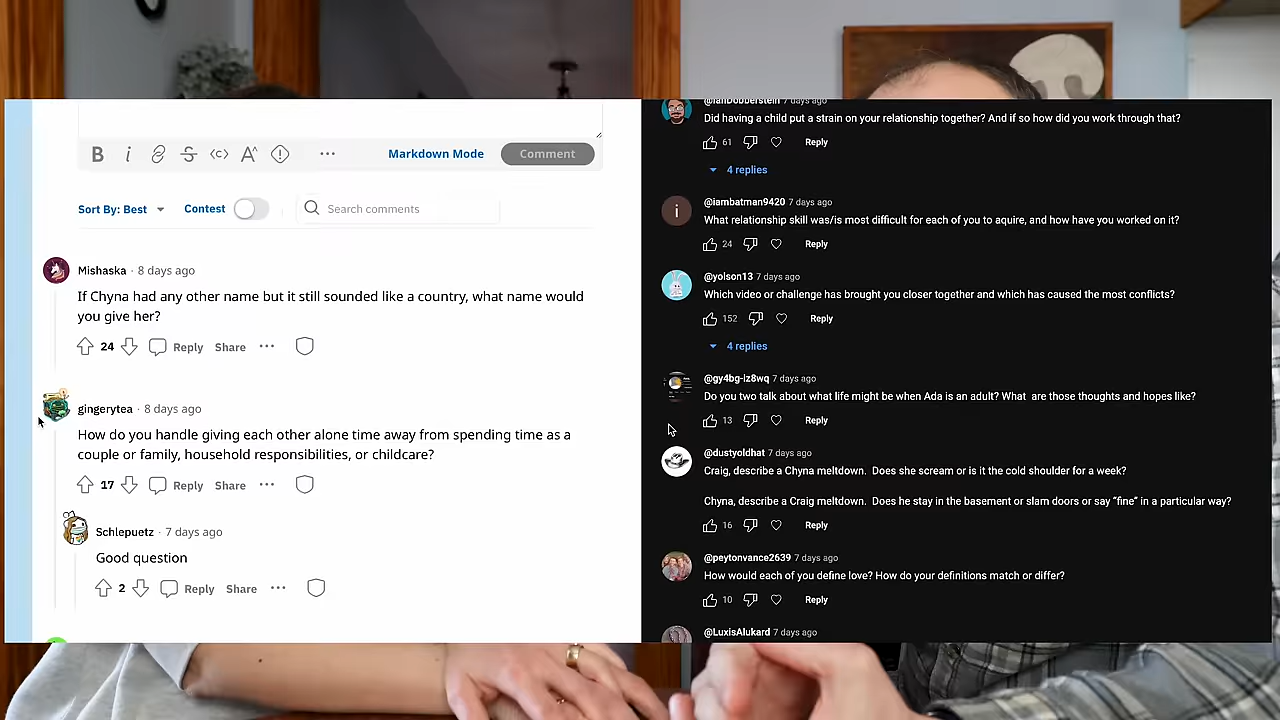 Markdown Mode
Comment
Sort By: Best
Contest
Search comments
Mishaska · 8 days ago
If Chyna had any other name but it still sounded like a country, what name would
you give her?
24 Reply Share ···
gingerytea · 8 days ago
How do you handle giving each other alone time away from spending time as a
couple or family, household responsibilities, or childcare?
17 Reply Share ···
Schlepuetz · 7 days ago
Good question
2 Reply Share ···
@IanDobberstein 7 days ago
Did having a child put a strain on your relationship together? And if so how did you work through that?
61 Reply
4 replies
i
@iambatman9420 7 days ago
What relationship skill was/is most difficult for each of you to aquire, and how have you worked on it?
24 Reply
@yolson13 7 days ago
Which video or challenge has brought you closer together and which has caused the most conflicts?
152 Reply
4 replies
@gy4bg-iz8wq 7 days ago
Do you two talk about what life might be when Ada is an adult? What  are those thoughts and hopes like?
13 Reply
@dustyoldhat 7 days ago
Craig, describe a Chyna meltdown.  Does she scream or is it the cold shoulder for a week?
Chyna, describe a Craig meltdown.  Does he stay in the basement or slam doors or say “fine” in a particular way?
16 Reply
@peytonvance2639 7 days ago
How would each of you define love? How do your definitions match or differ?
10 Reply
@LuxisAlukard 7 days ago